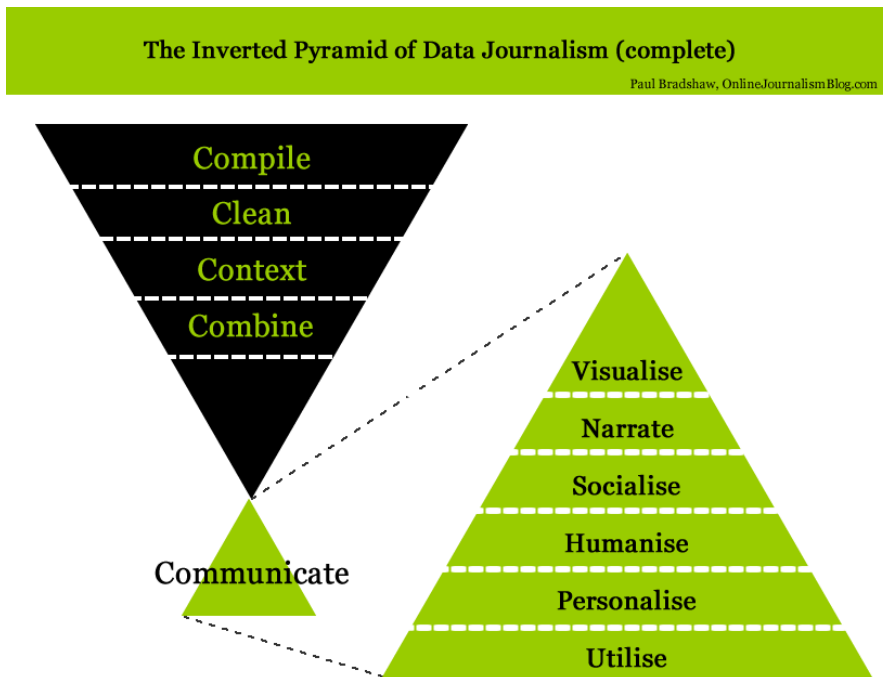 The Inverted Pyramid of Data Journalism (complete)
Paul Bradshaw, OnlineJournalismBlog.com
Compile
Clean
Context
Combine
Communicate
Visualise
Narrate
Socialise
Humanise
Personalise
Utilise